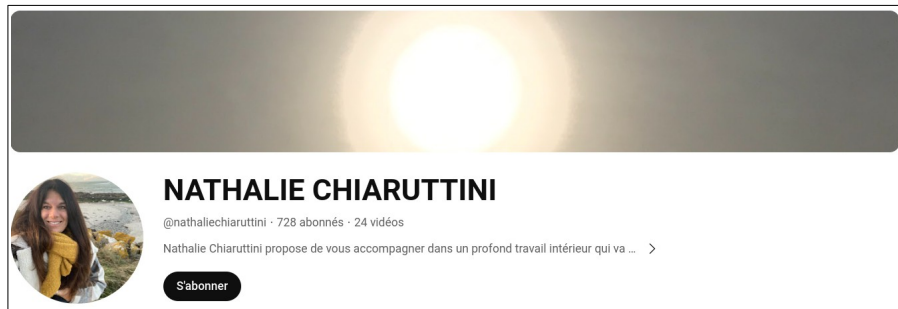 NATHALIE CHIARUTTINI
@nathaliechiaruttini · 728 abonnés · 24 vidéos
Nathalie Chiaruttini propose de vous accompagner dans un profond travail intérieur qui va ...
S'abonner